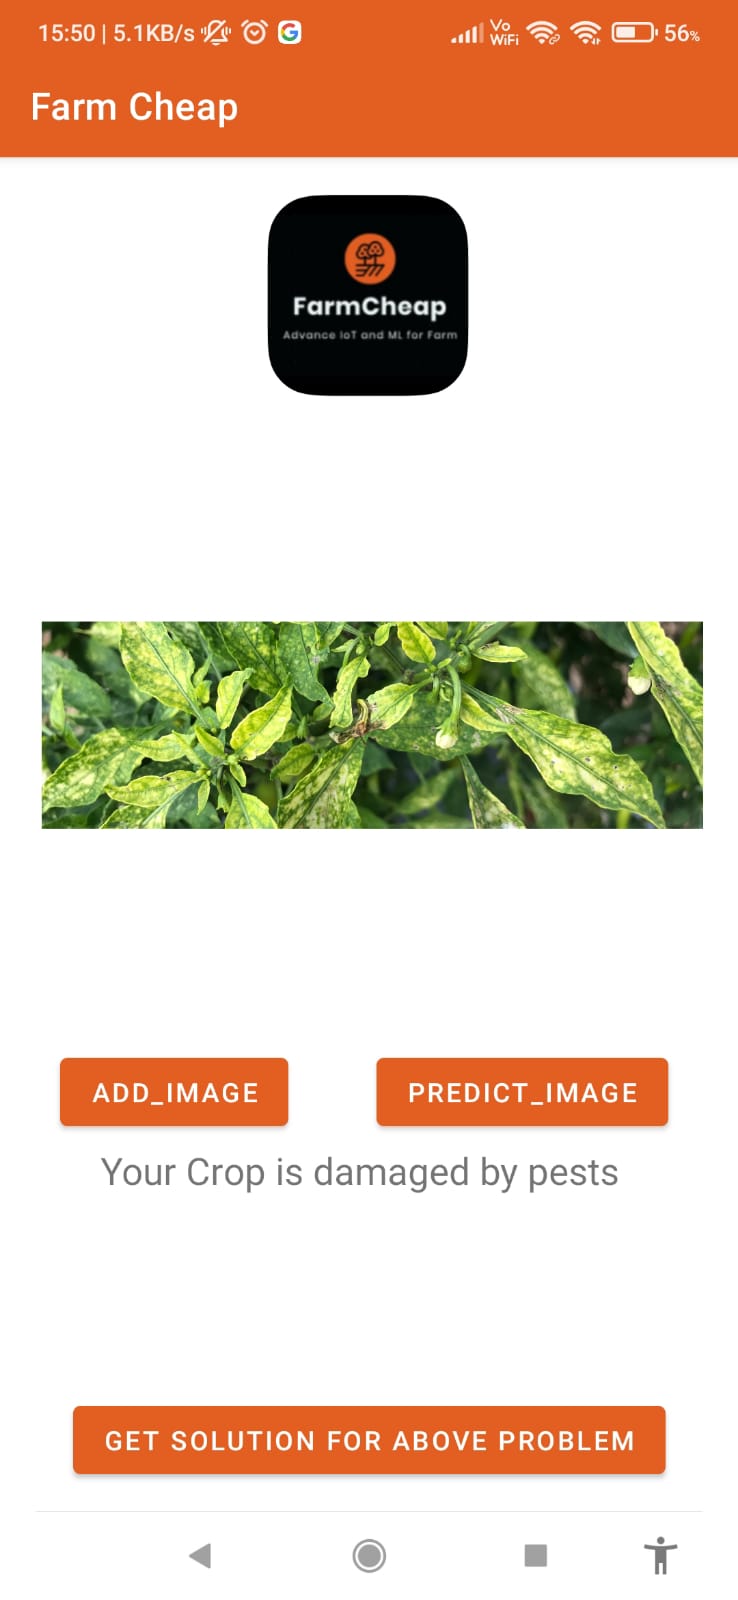 15:50 | 5.1KB/s
Vo
WiFi
56%
Farm Cheap
FarmCheap
Advance IoT and ML for Farm
ADD_IMAGE
PREDICT_IMAGE
Your Crop is damaged by pests
GET SOLUTION FOR ABOVE PROBLEM